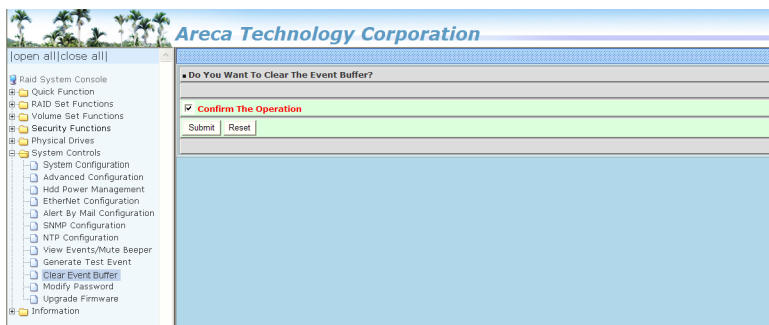 Areca Technology Corporation
|open all|close all|
Raid System Console
Quick Function
RAID Set Functions
Volume Set Functions
Security Functions
Physical Drives
System Controls
System Configuration
Advanced Configuration
Hdd Power Management
EtherNet Configuration
Alert By Mail Configuration
SNMP Configuration
NTP Configuration
View Events/Mute Beeper
Generate Test Event
Clear Event Buffer
Modify Password
Upgrade Firmware
Information
Do You Want To Clear The Event Buffer?
Confirm The Operation
Submit Reset